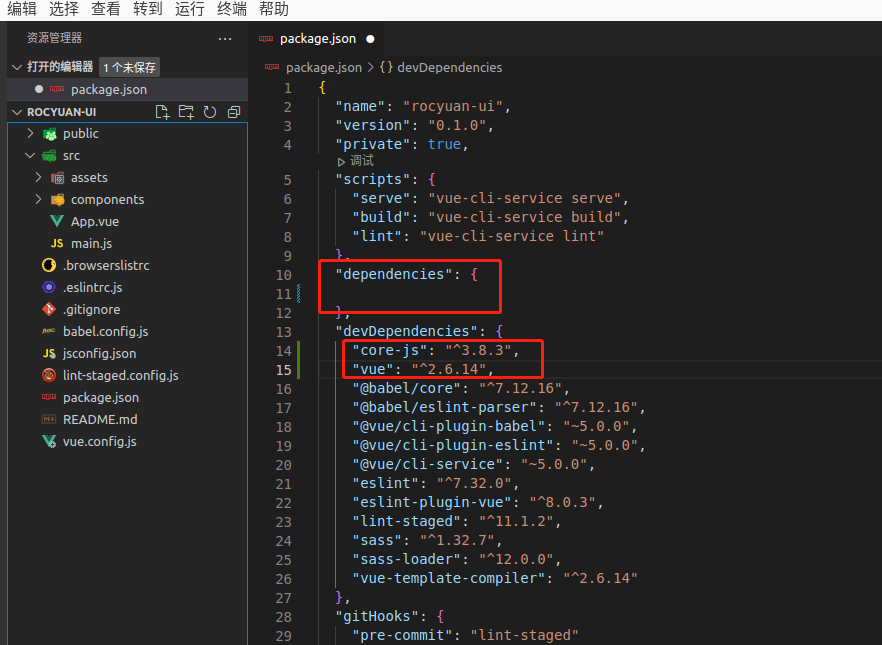 编辑 选择 查看 转到 运行 终端 帮助
资源管理器 ...
打开的编辑器 1 个未保存
package.json
ROCYUAN-UI
public
src
assets
components
App.vue
JS main.js
.browserslistrc
.eslintrc.js
.gitignore
babel.config.js
JS jsconfig.json
lint-staged.config.js
package.json
README.md
vue.config.js
package.json ●
package.json > {} devDependencies
1 {
2 "name": "rocyuan-ui",
3 "version": "0.1.0",
4 "private": true,
调试
5 "scripts": {
6 "serve": "vue-cli-service serve",
7 "build": "vue-cli-service build",
8 "lint": "vue-cli-service lint"
9 },
10 "dependencies": {
11
12 },
13 "devDependencies": {
14 "core-js": "^3.8.3",
15 "vue": "^2.6.14",
16 "@babel/core": "^7.12.16",
17 "@babel/eslint-parser": "^7.12.16",
18 "@vue/cli-plugin-babel": "~5.0.0",
19 "@vue/cli-plugin-eslint": "~5.0.0",
20 "@vue/cli-service": "~5.0.0",
21 "eslint": "^7.32.0",
22 "eslint-plugin-vue": "^8.0.3",
23 "lint-staged": "^11.1.2",
24 "sass": "^1.32.7",
25 "sass-loader": "^12.0.0",
26 "vue-template-compiler": "^2.6.14"
27 },
28 "gitHooks": {
29 "pre-commit": "lint-staged"